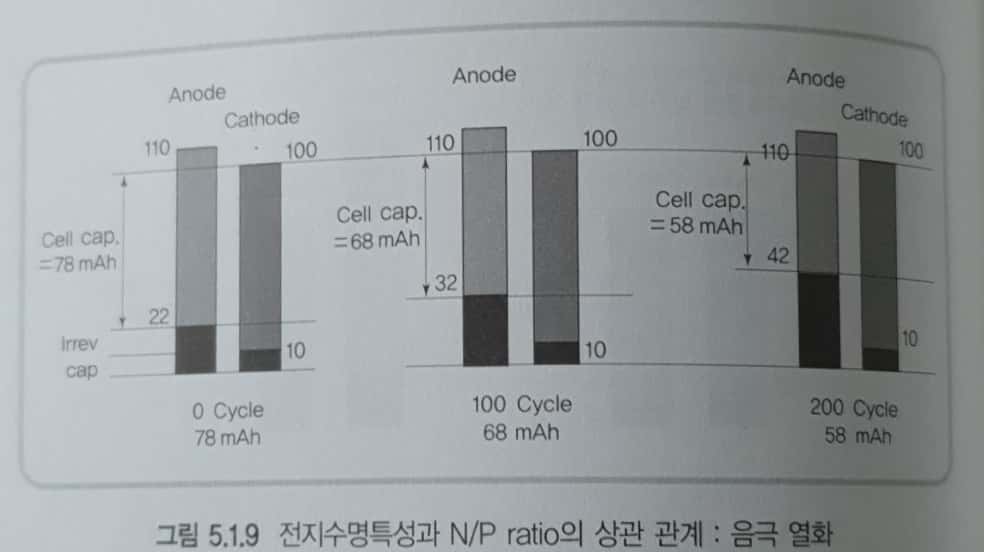 Anode
Cathode
110
100
Cell cap.
=78 mAh
22
Irrev
cap
10
0 Cycle
78 mAh
Anode
110
100
Cell cap.
=68 mAh
32
10
100 Cycle
68 mAh
Anode
Cathode
110
100
Cell cap.
=58 mAh
42
10
200 Cycle
58 mAh
그림 5.1.9 전지수명특성과 N/P ratio의 상관 관계 : 음극 열화